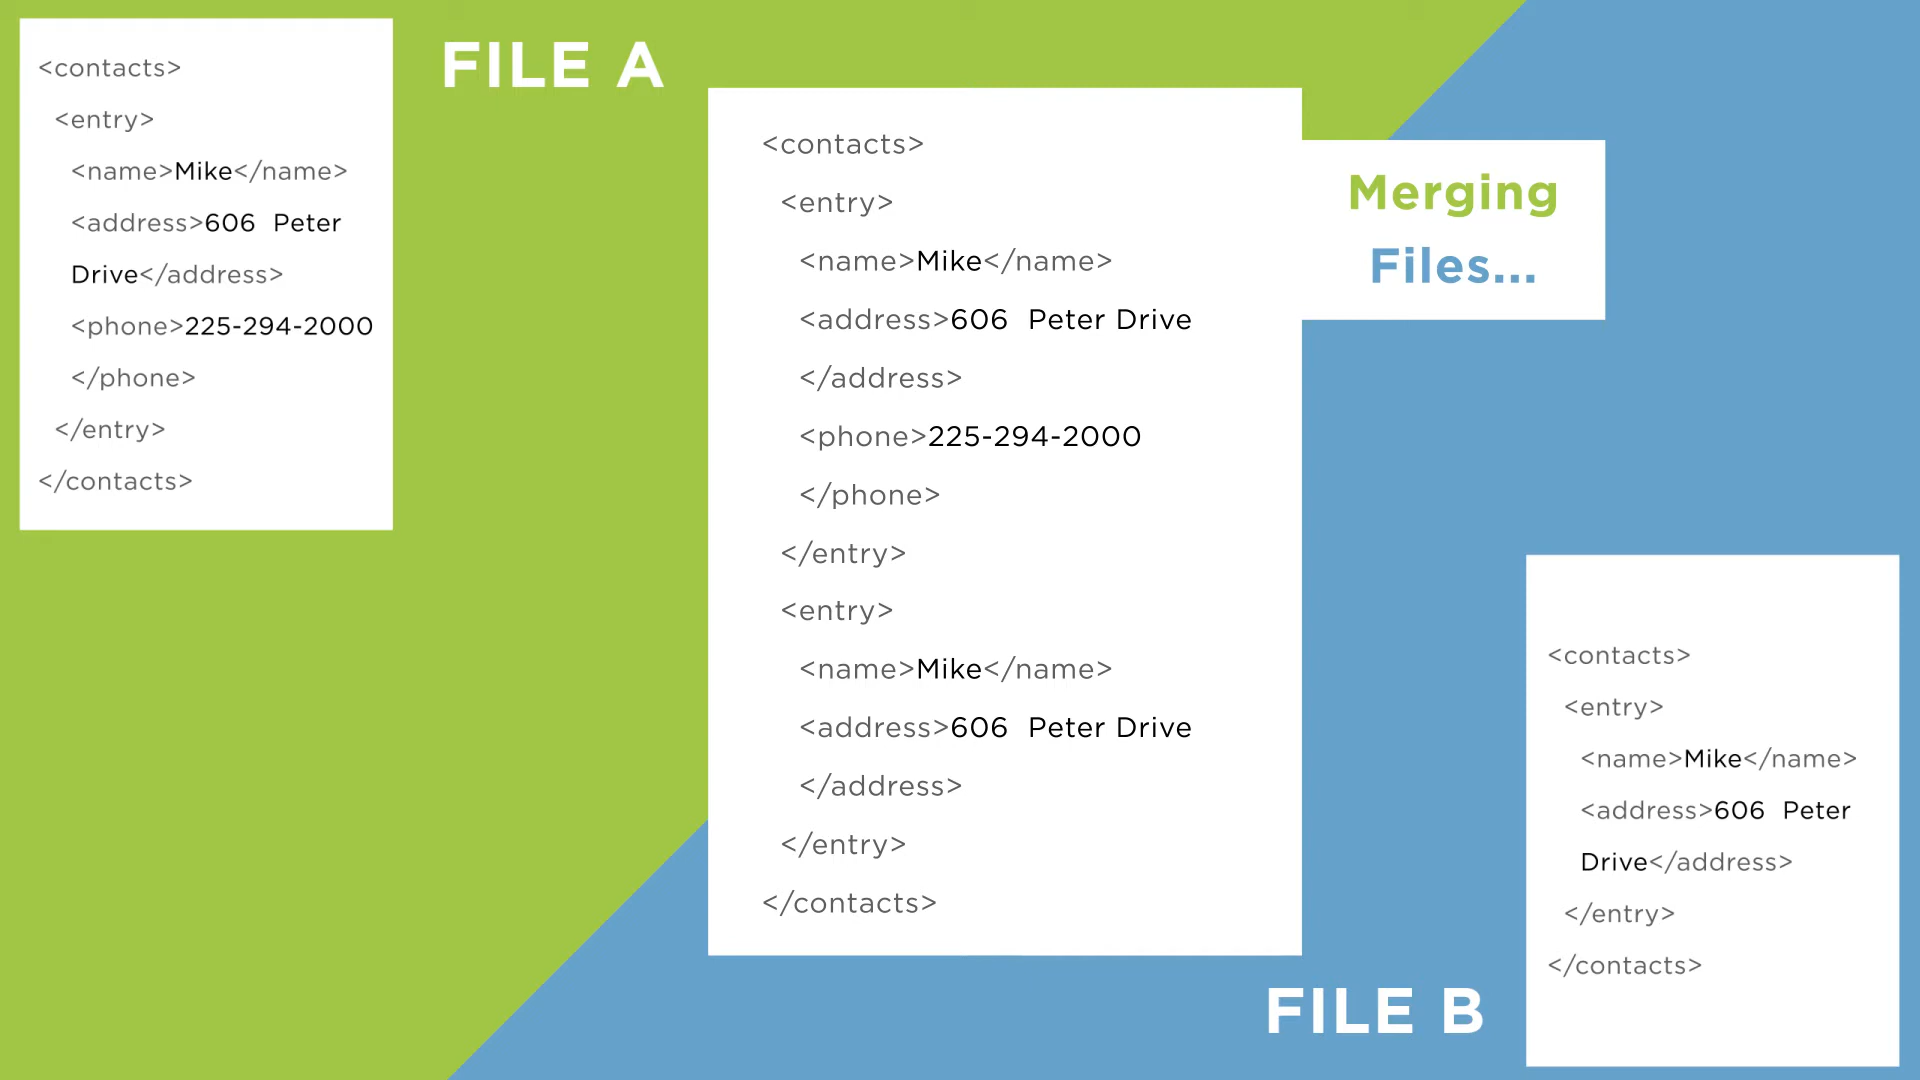 <contacts>
<entry>
<name>Mike</name>
<address>606  Peter
Drive</address>
<phone>225-294-2000
</phone>
</entry>
</contacts>
FILE A
<contacts>
<entry>
<name>Mike</name>
<address>606  Peter Drive
</address>
<phone>225-294-2000
</phone>
</entry>
<entry>
<name>Mike</name>
<address>606  Peter Drive
</address>
</entry>
</contacts>
Merging
Files...
FILE B
<contacts>
<entry>
<name>Mike</name>
<address>606  Peter
Drive</address>
</entry>
</contacts>